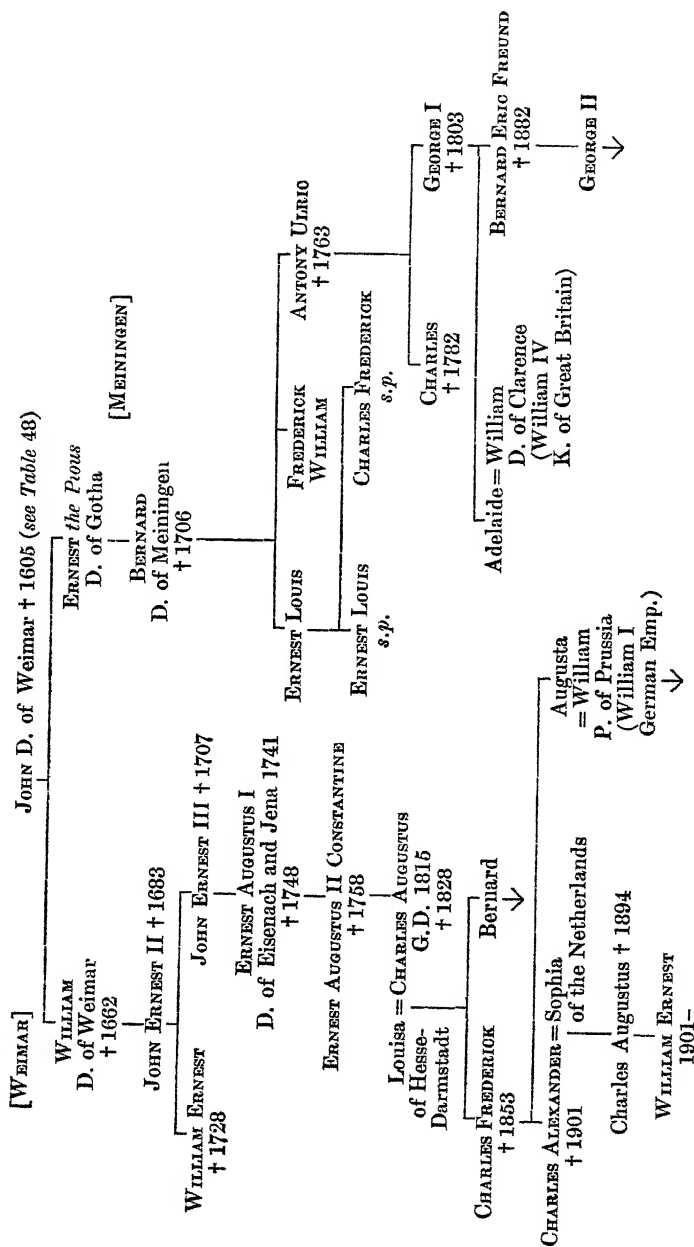 [WEIMAR]
JOHN D. of Weimar † 1605 (see Table 48)
[MEININGEN]
WILLIAM
D. of Weimar
† 1662
ERNEST the Pious
D. of Gotha
JOHN ERNEST II † 1683
BERNARD
D. of Meiningen
† 1706
WILLIAM ERNEST
† 1728
JOHN ERNEST III † 1707
ERNEST AUGUSTUS I
D. of Eisenach and Jena 1741
† 1748
ERNEST AUGUSTUS II CONSTANTINE
† 1758
Louisa = CHARLES AUGUSTUS
of Hesse- G.D. 1815
Darmstadt † 1828
CHARLES FREDERICK
† 1853
Bernard
CHARLES ALEXANDER = Sophia
† 1901 of the Netherlands
Augusta
= William
P. of Prussia
(William I
German Emp.)
Charles Augustus † 1894
WILLIAM ERNEST
1901–
ERNEST LOUIS
FREDERICK
WILLIAM
ANTONY ULRIC
† 1763
ERNEST LOUIS
s.p.
CHARLES FREDERICK
s.p.
CHARLES
† 1782
GEORGE I
† 1803
Adelaide = William
D. of Clarence
(William IV
K. of Great Britain)
BERNARD ERIC FREUND
† 1882
GEORGE II